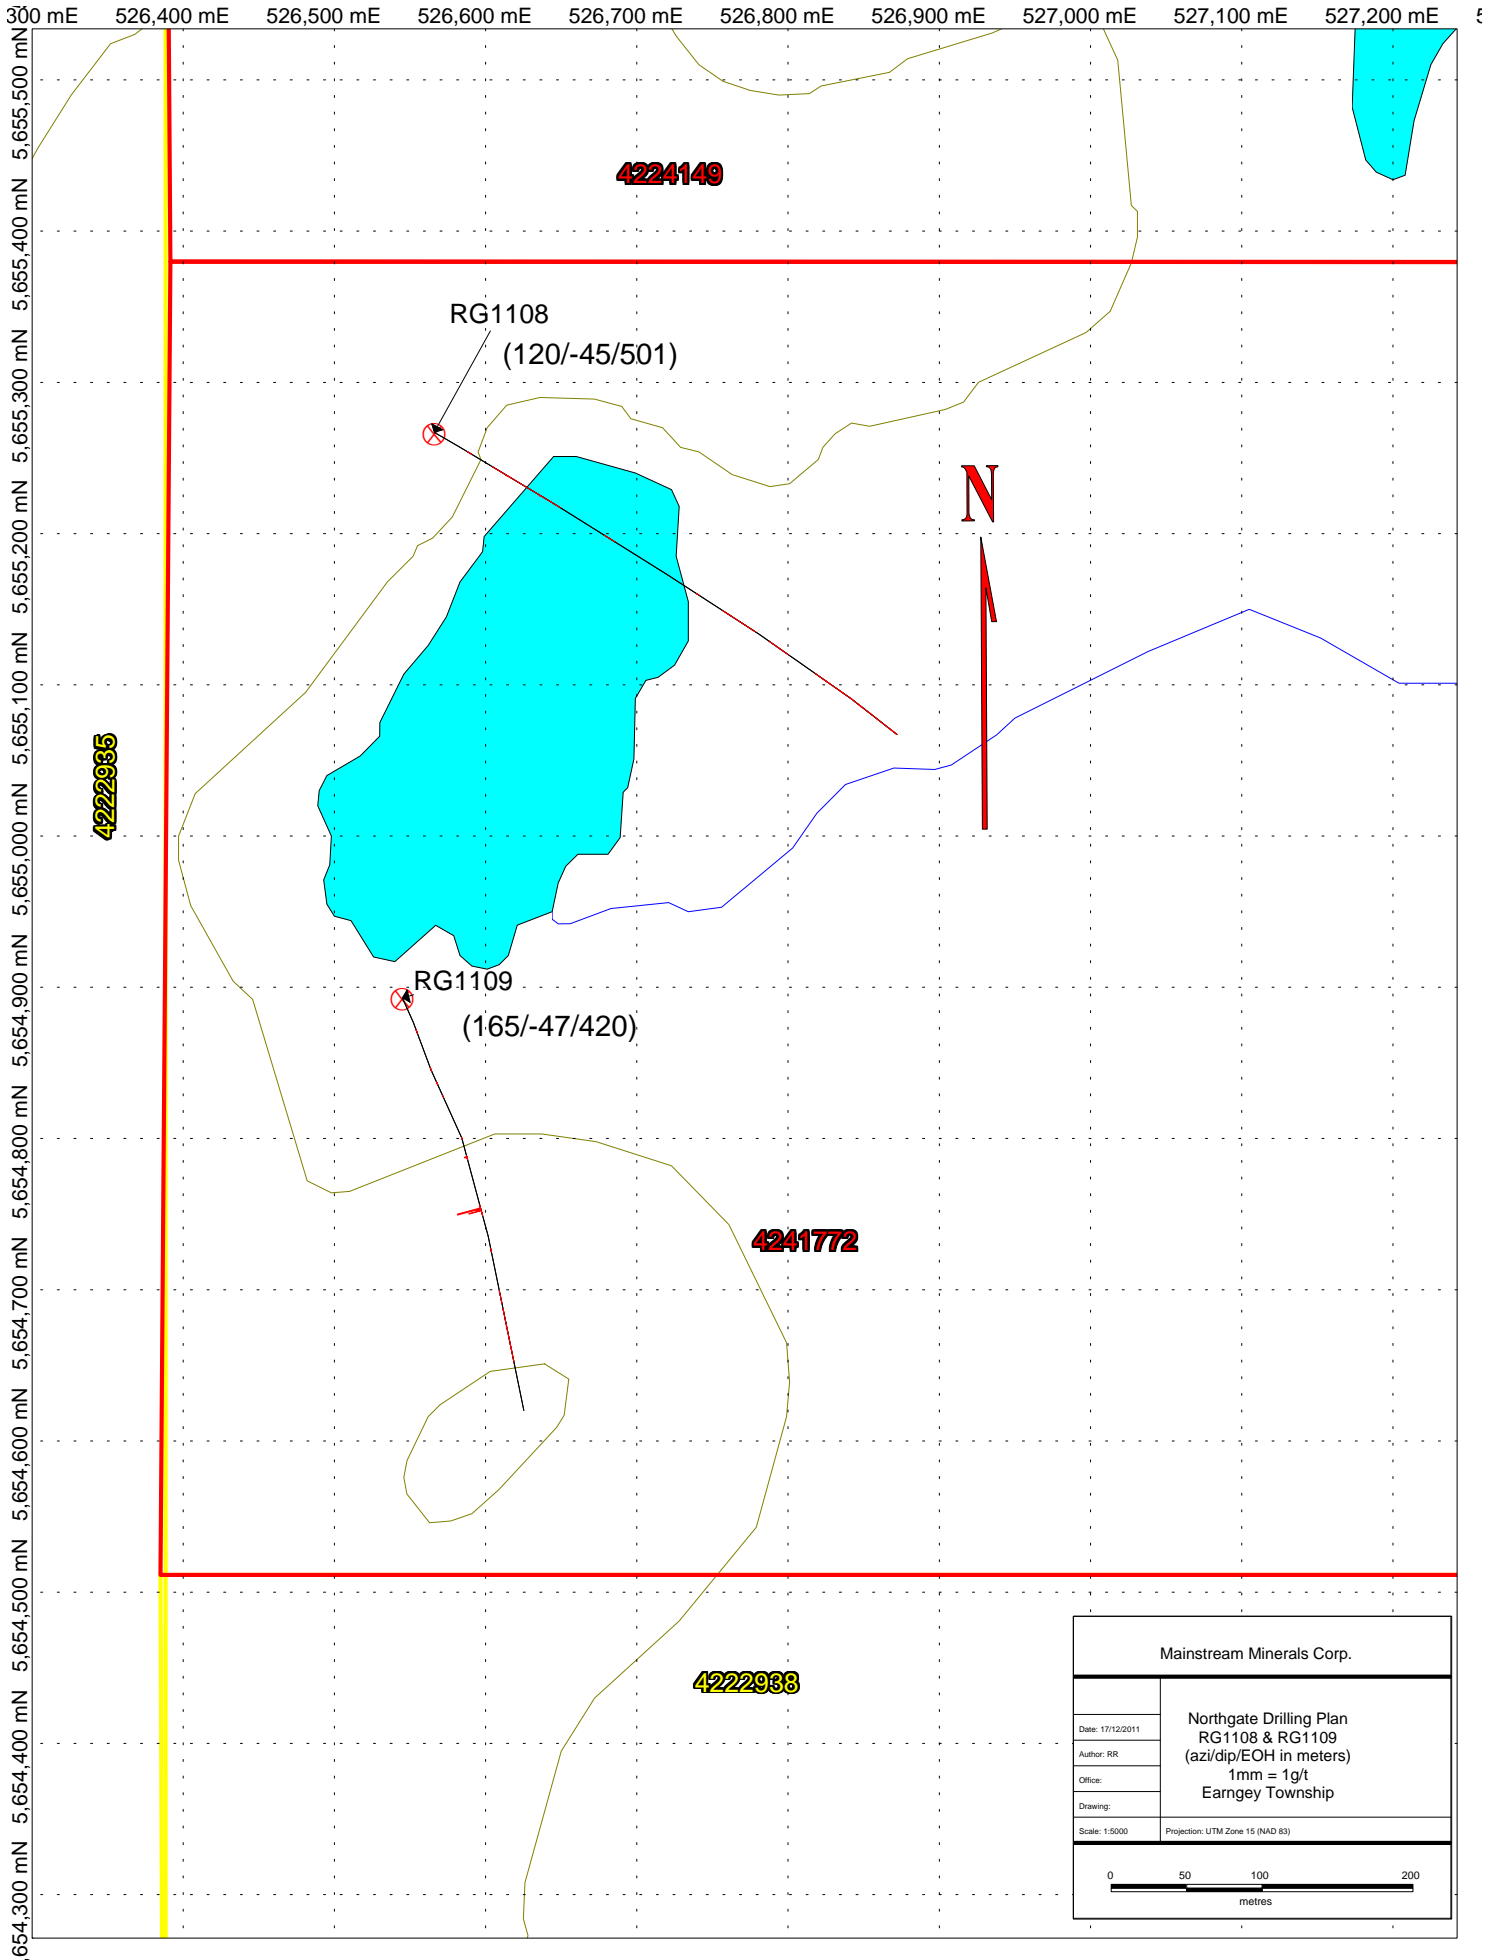 300 mE 526,400 mE 526,500 mE 526,600 mE 526,700 mE 526,800 mE 526,900 mE 527,000 mE 527,100 mE 527,200 mE
5,655,500 mN
5,655,400 mN
5,655,300 mN
5,655,200 mN
5,655,100 mN
5,655,000 mN
5,654,900 mN
5,654,800 mN
5,654,700 mN
5,654,600 mN
5,654,500 mN
5,654,400 mN
,654,300 mN
4224149
RG1108
(120/-45/501)
N
4222935
RG1109
(165/-47/420)
4241772
4222938
Mainstream Minerals Corp.
Northgate Drilling Plan
RG1108 & RG1109
(azi/dip/EOH in meters)
1mm = 1g/t
Earngey Township
Date: 17/12/2011
Author: RR
Office:
Drawing:
Scale: 1:5000
Projection: UTM Zone 15 (NAD 83)
0 50 100 200
metres